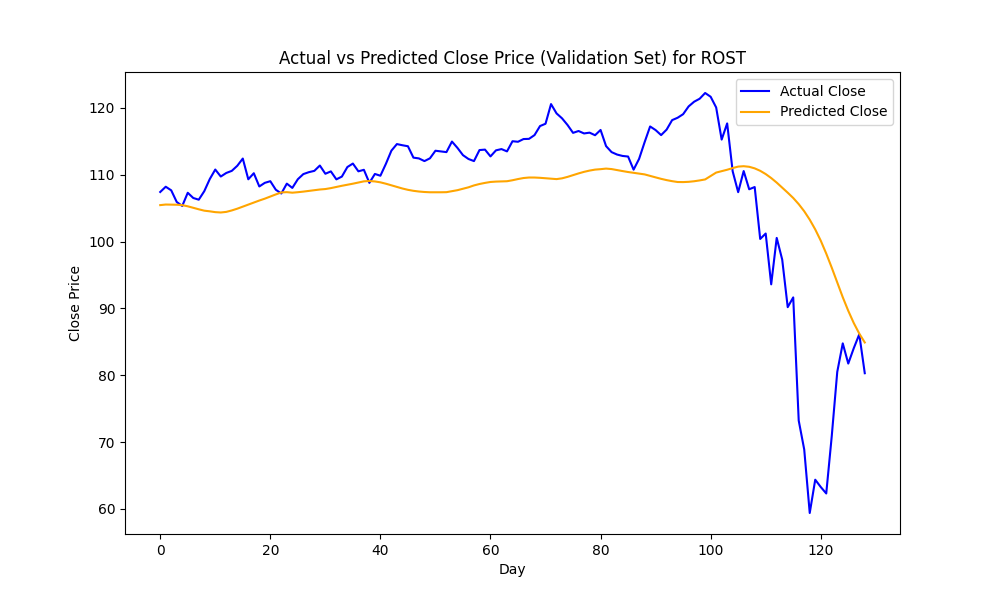 Actual vs Predicted Close Price (Validation Set) for ROST
Actual Close
Predicted Close
Close Price
120
110
100
90
80
70
60
0 20 40 60 80 100 120
Day